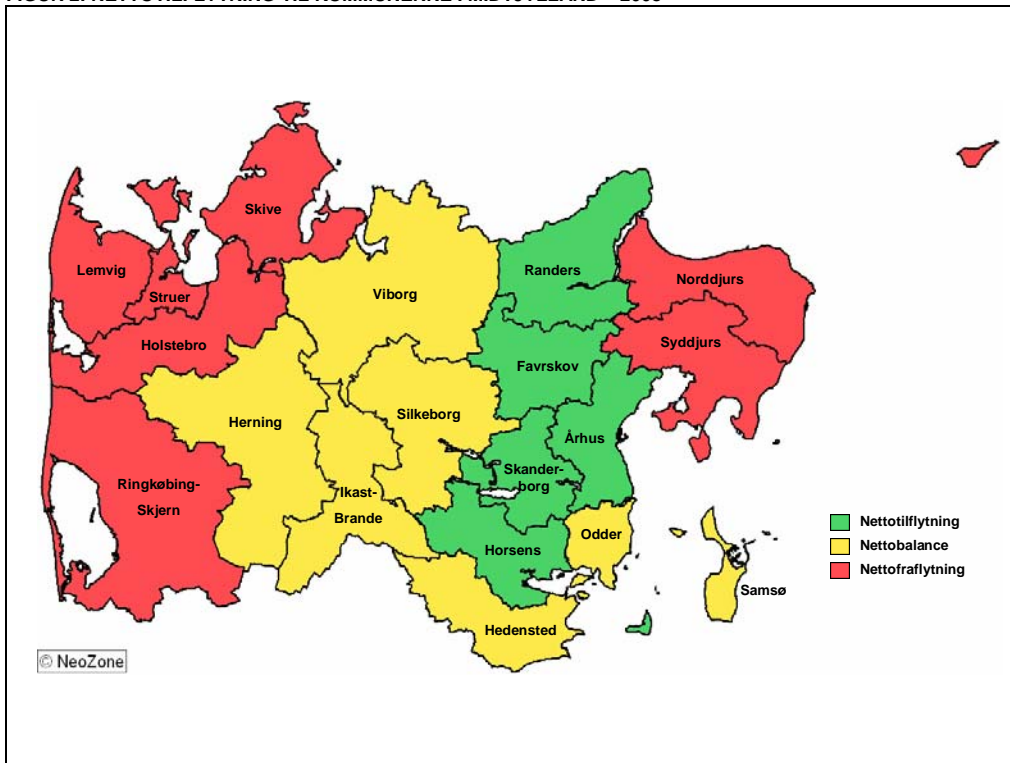 Skive
Lemvig
Struer
Holstebro
Viborg
Randers
Norddjurs
Syddjurs
Favrskov
Herning
Silkeborg
Århus
Skander-
borg
Ringkøbing-
Skjern
Ikast-
Brande
Horsens
Odder
Hedensted
Samsø
Nettotilflytning
Nettobalance
Nettofraflytning
© NeoZone